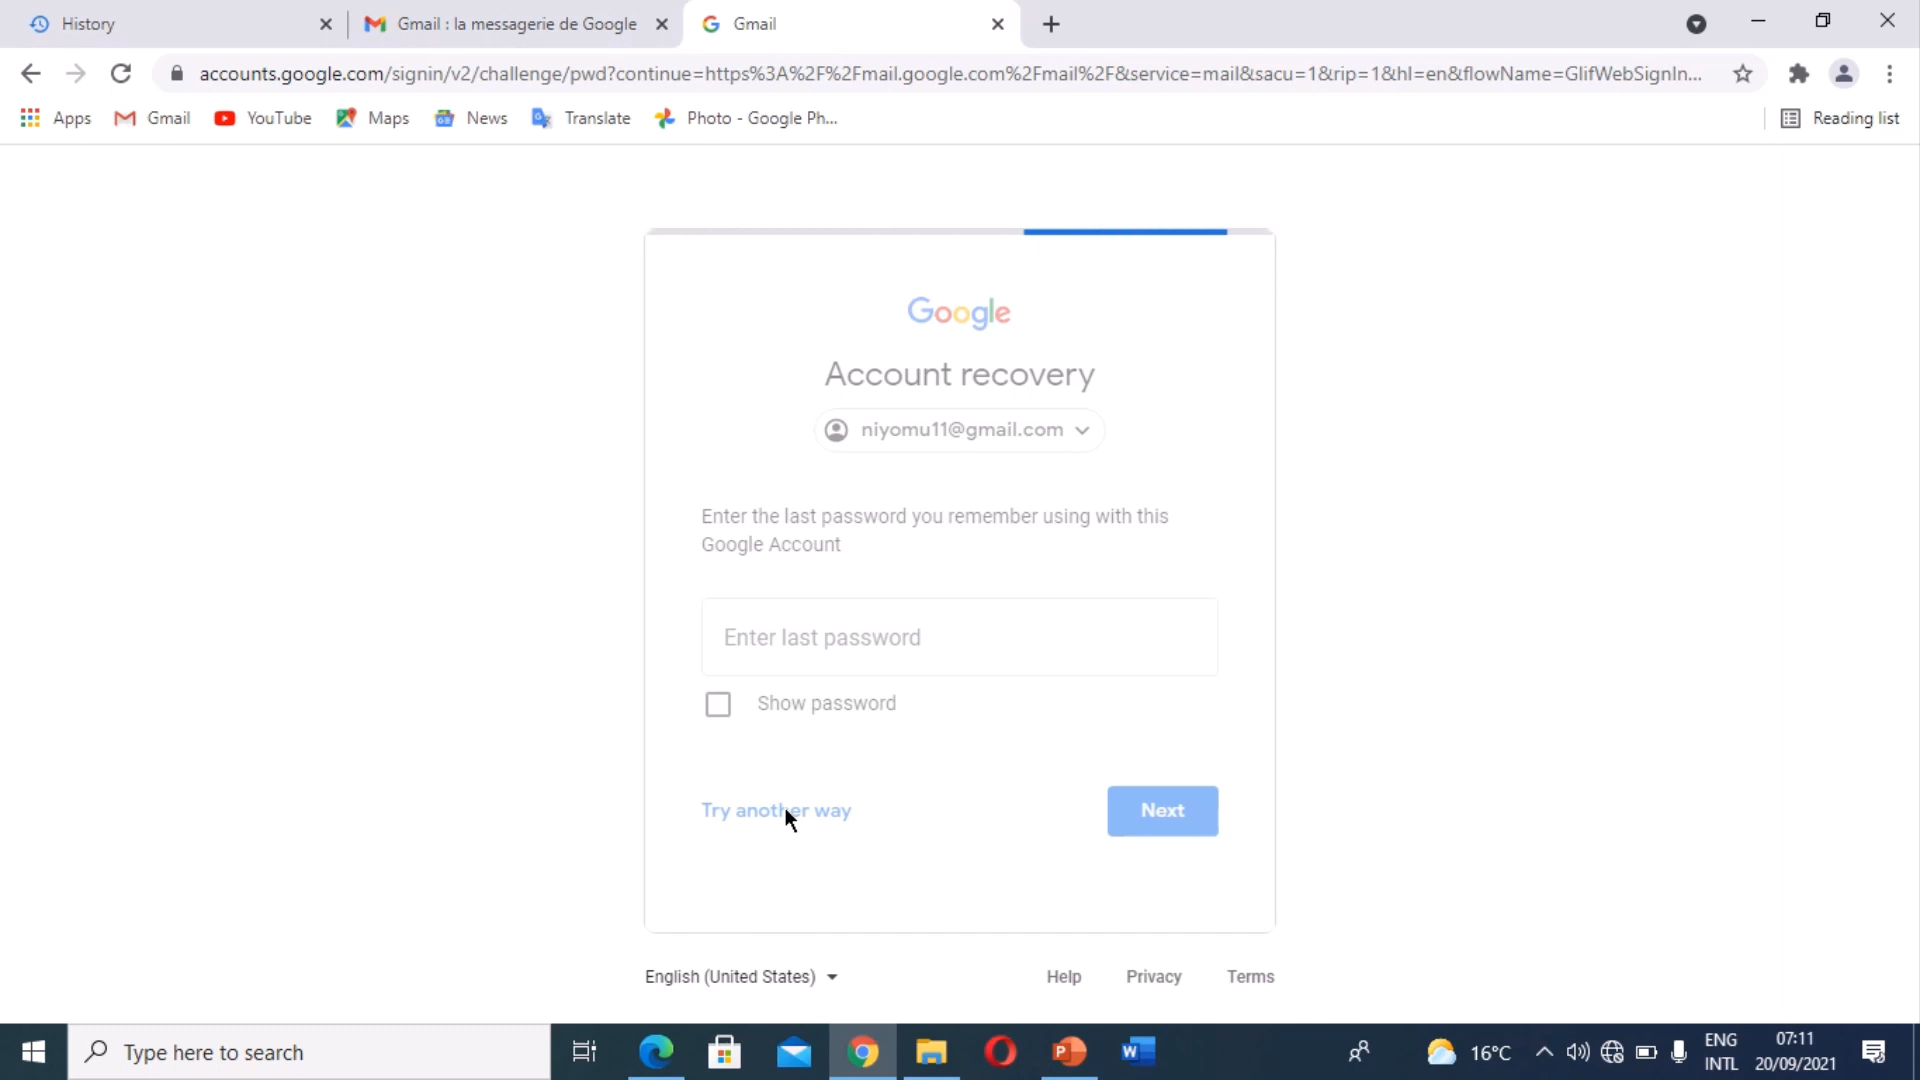 History
Gmail : la messagerie de Google
Gmail
accounts.google.com/signin/v2/challenge/pwd?continue=https%3A%2F%2Fmail.google.com%2Fmail%2F&service=mail&sacu=1&rip=1&hl=en&flowName=GlifWebSignIn...
Apps
Gmail
YouTube
Maps
News
Translate
Photo - Google Ph...
Reading list
Google
Account recovery
niyomu11@gmail.com
Enter the last password you remember using with this
Google Account
Enter last password
Show password
Try another way
Next
English (United States)
Help
Privacy
Terms
Type here to search
16°C
ENG
INTL
07:11
20/09/2021